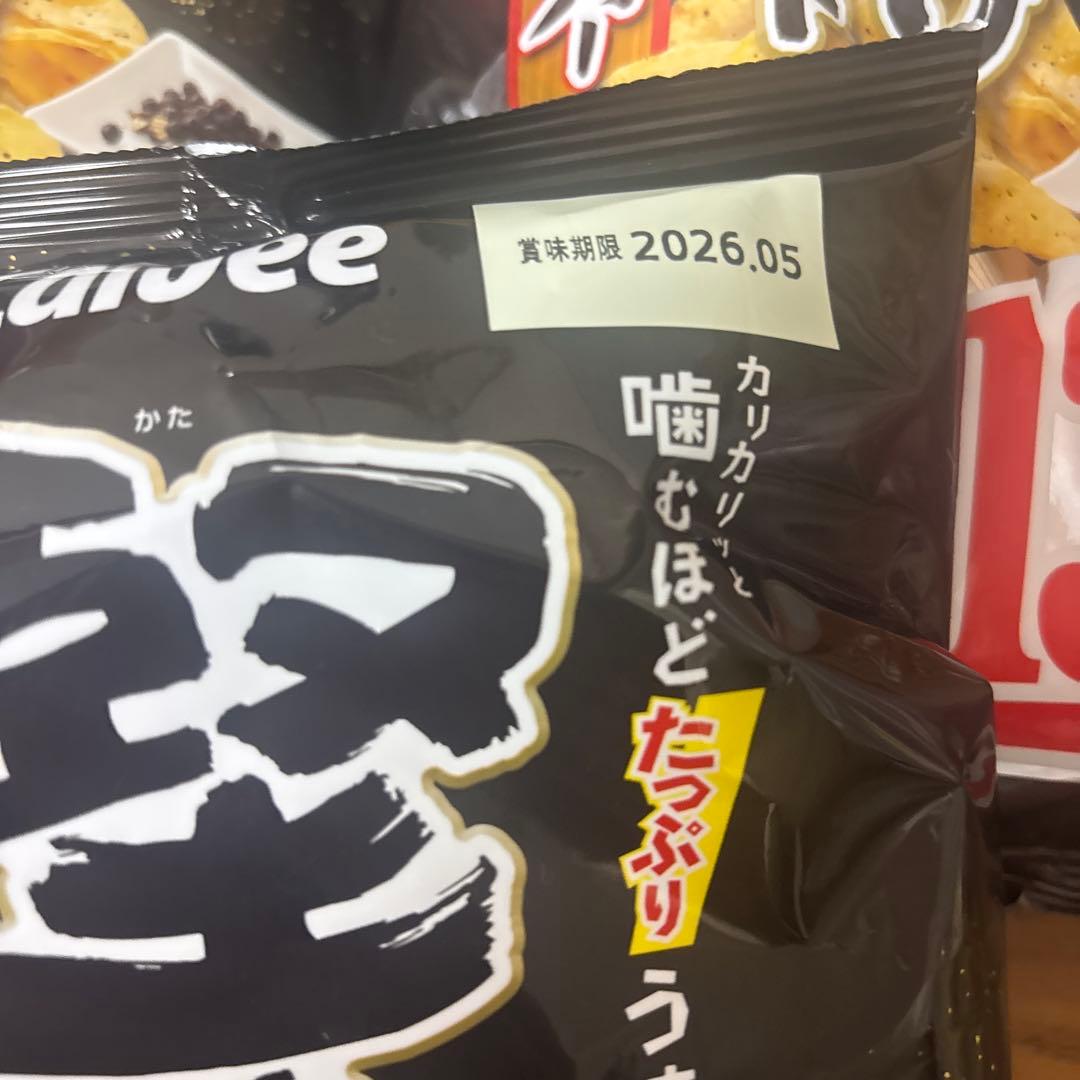 Calbee
賞味期限 2026.05
かた
堅
カリカリッと
噛むほど
たっぷり
う